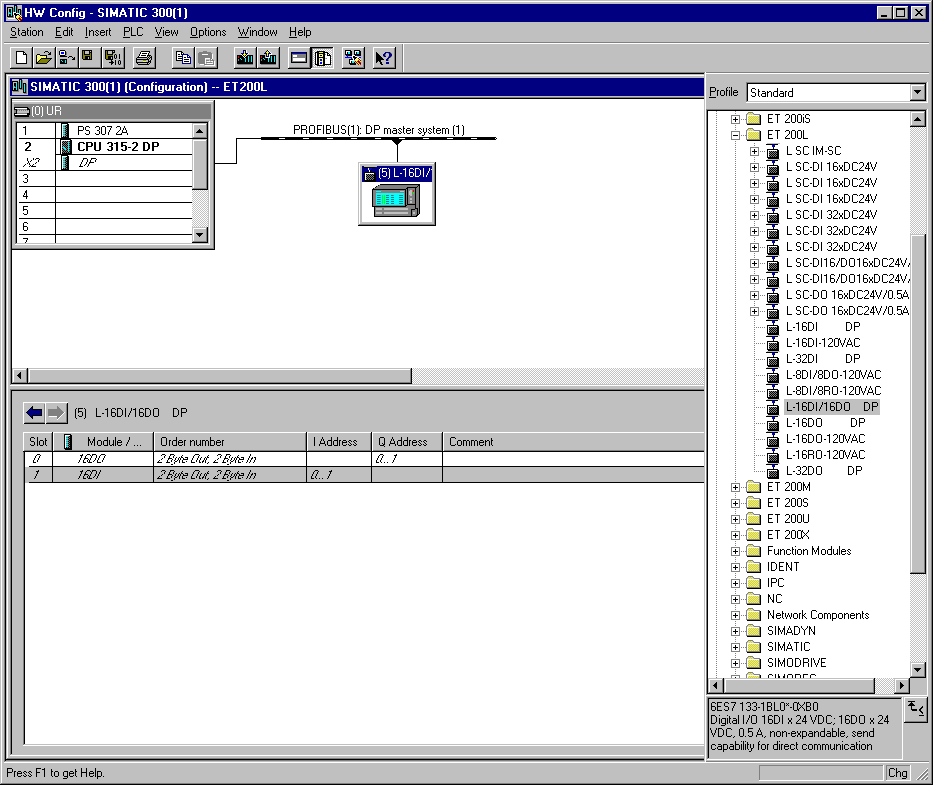 HW Config - SIMATIC 300(1)
Station Edit Insert PLC View Options Window Help
SIMATIC 300(1) (Configuration) -- ET200L
(0) UR
1 PS 307 2A
2 CPU 315-2 DP
X2 DP
3
4
5
6
7
PROFIBUS(1): DP master system (1)
(5) L-16DI/
(5) L-16DI/16DO DP
Slot Module / ... Order number I Address Q Address Comment
0 16DO 2 Byte Out, 2 Byte In 0...1
1 16DI 2 Byte Out, 2 Byte In 0...1
Profile Standard
ET 200iS
ET 200L
L SC IM-SC
L SC-DI 16xDC24V
L SC-DI 16xDC24V
L SC-DI 16xDC24V
L SC-DI 32xDC24V
L SC-DI 32xDC24V
L SC-DI 32xDC24V
L SC-DI16/DO16xDC24V/
L SC-DI16/DO16xDC24V/
L SC-DO 16xDC24V/0.5A
L SC-DO 16xDC24V/0.5A
L-16DI DP
L-16DI-120VAC
L-32DI DP
L-8DI/8DO-120VAC
L-8DI/8RO-120VAC
L-16DI/16DO DP
L-16DO DP
L-16DO-120VAC
L-16RO-120VAC
L-32DO DP
ET 200M
ET 200S
ET 200U
ET 200X
Function Modules
IDENT
IPC
NC
Network Components
SIMADYN
SIMATIC
SIMODRIVE
6ES7 133-1BL0*-0XB0
Digital I/O 16DI x 24 VDC; 16DO x 24
VDC, 0.5 A, non-expandable, send
capability for direct communication
Press F1 to get Help.
Chg